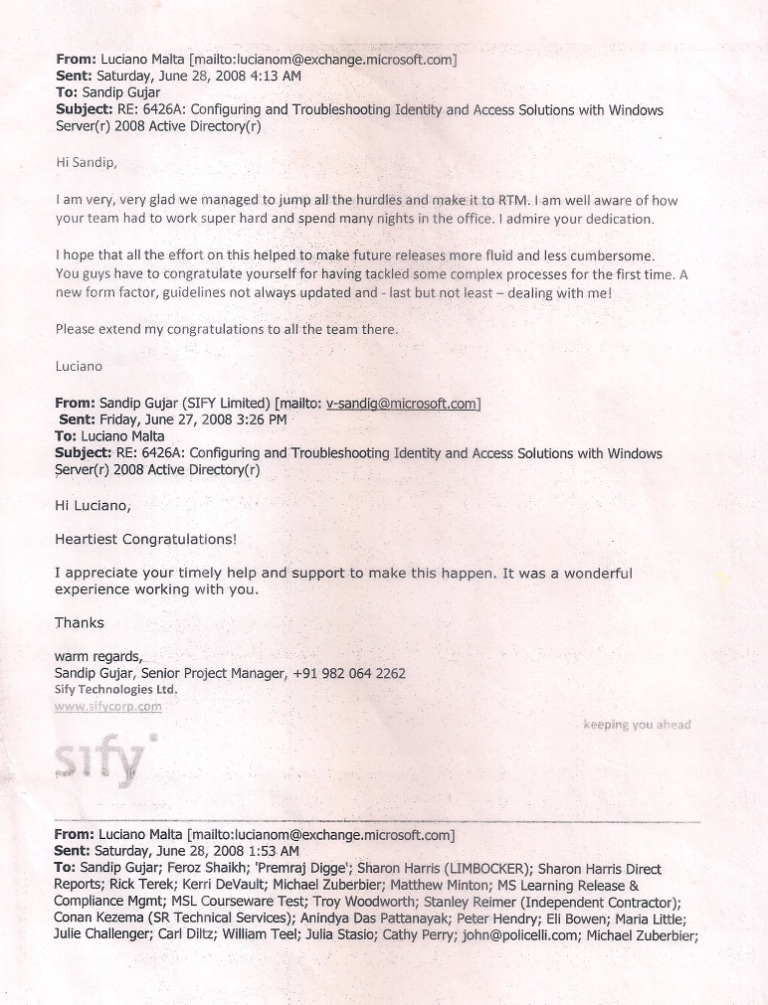 From: Luciano Malta [mailto:lucianom@exchange.microsoft.com]
Sent: Saturday, June 28, 2008 4:13 AM
To: Sandip Gujar
Subject: RE: 6426A: Configuring and Troubleshooting Identity and Access Solutions with Windows
Server(r) 2008 Active Directory(r)
Hi Sandip,
I am very, very glad we managed to jump all the hurdles and make it to RTM. I am well aware of how
your team had to work super hard and spend many nights in the office. I admire your dedication.
I hope that all the effort on this helped to make future releases more fluid and less cumbersome.
You guys have to congratulate yourself for having tackled some complex processes for the first time. A
new form factor, guidelines not always updated and - last but not least – dealing with me!
Please extend my congratulations to all the team there.
Luciano
From: Sandip Gujar (SIFY Limited) [mailto: v-sandig@microsoft.com]
Sent: Friday, June 27, 2008 3:26 PM
To: Luciano Malta
Subject: RE: 6426A: Configuring and Troubleshooting Identity and Access Solutions with Windows
Server(r) 2008 Active Directory(r)
Hi Luciano,
Heartiest Congratulations!
I appreciate your timely help and support to make this happen. It was a wonderful
experience working with you.
Thanks
warm regards,
Sandip Gujar, Senior Project Manager, +91 982 064 2262
Sify Technologies Ltd.
www.sifycorp.com
keeping you ahead
sify
From: Luciano Malta [mailto:lucianom@exchange.microsoft.com]
Sent: Saturday, June 28, 2008 1:53 AM
To: Sandip Gujar; Feroz Shaikh; 'Premraj Digge'; Sharon Harris (LIMBOCKER); Sharon Harris Direct
Reports; Rick Terek; Kerri DeVault; Michael Zuberbier; Matthew Minton; MS Learning Release &
Compliance Mgmt; MSL Courseware Test; Troy Woodworth; Stanley Reimer (Independent Contractor);
Conan Kezema (SR Technical Services); Anindya Das Pattanayak; Peter Hendry; Eli Bowen; Maria Little;
Julie Challenger; Carl Diltz; William Teel; Julia Stasio; Cathy Perry; john@policelli.com; Michael Zuberbier;